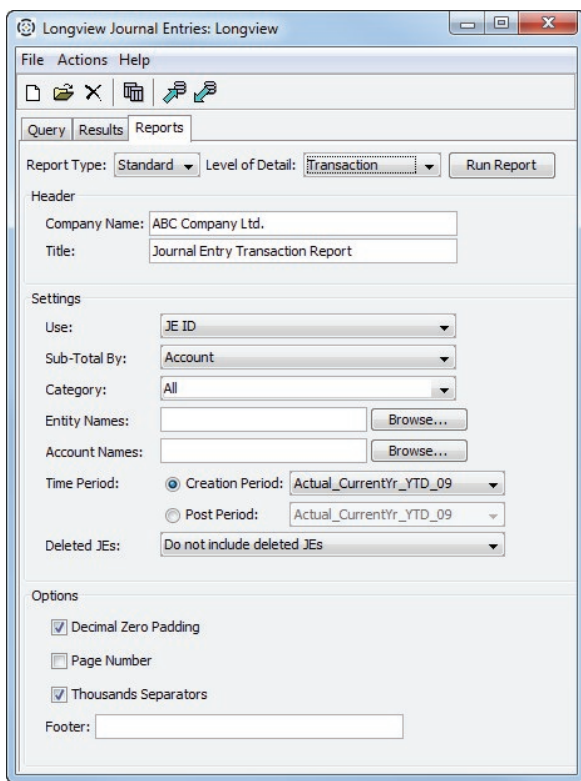 Longview Journal Entries: Longview
File Actions Help
Query Results Reports
Report Type: Standard Level of Detail: Transaction Run Report
Header
Company Name: ABC Company Ltd.
Title: Journal Entry Transaction Report
Settings
Use: JE ID
Sub-Total By: Account
Category: All
Entity Names: Browse...
Account Names: Browse...
Time Period: Creation Period: Actual_CurrentYr_YTD_09
Post Period: Actual_CurrentYr_YTD_09
Deleted JEs: Do not include deleted JEs
Options
Decimal Zero Padding
Page Number
Thousands Separators
Footer: